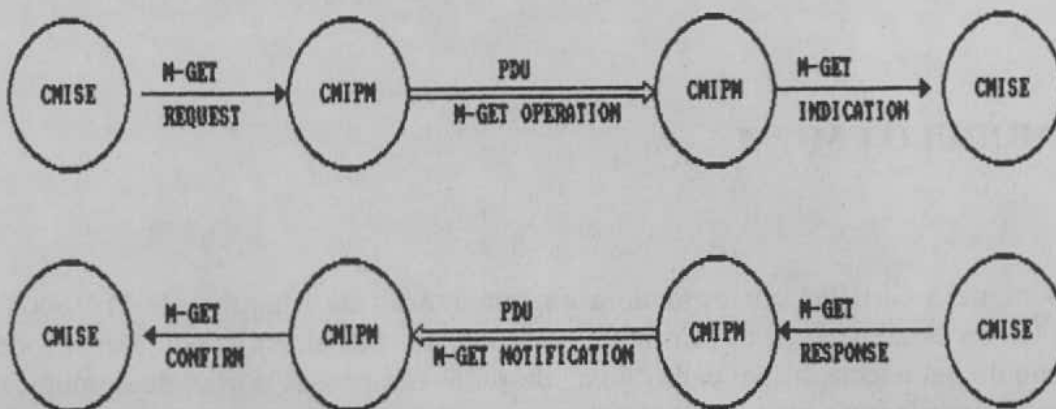 M-GET PDU M-GET
CMISE CMIPM CMIPM CMISE
REQUEST M-GET OPERATION INDICATION
M-GET PDU M-GET
CMISE CMIPM CMIPM CMISE
CONFIRM M-GET NOTIFICATION RESPONSE